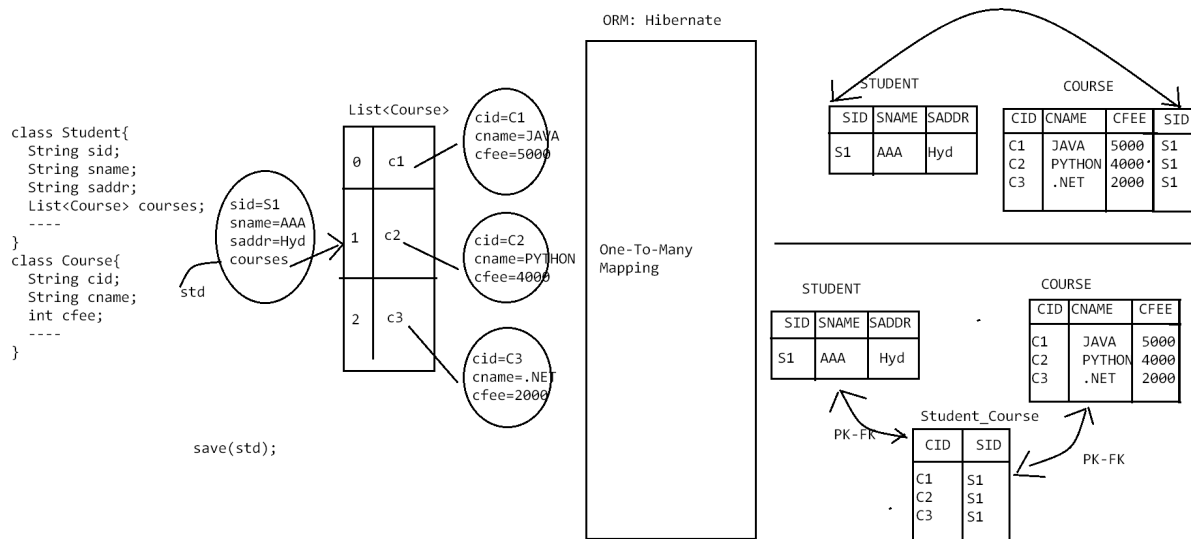 ORM: Hibernate
class Student{
String sid;
String sname;
String saddr;
List<Course> courses;
----
}
class Course{
String cid;
String cname;
int cfee;
----
}
std
sid=S1
sname=AAA
saddr=Hyd
courses
save(std);
List<Course>
0 c1
1 c2
2 c3
cid=C1
cname=JAVA
cfee=5000
cid=C2
cname=PYTHON
cfee=4000
cid=C3
cname=.NET
cfee=2000
One-To-Many
Mapping
STUDENT
SID SNAME SADDR
S1 AAA Hyd
COURSE
CID CNAME CFEE SID
C1 JAVA 5000 S1
C2 PYTHON 4000 S1
C3 .NET 2000 S1
STUDENT
SID SNAME SADDR
S1 AAA Hyd
COURSE
CID CNAME CFEE
C1 JAVA 5000
C2 PYTHON 4000
C3 .NET 2000
PK-FK
Student_Course
CID SID
C1 S1
C2 S1
C3 S1
PK-FK